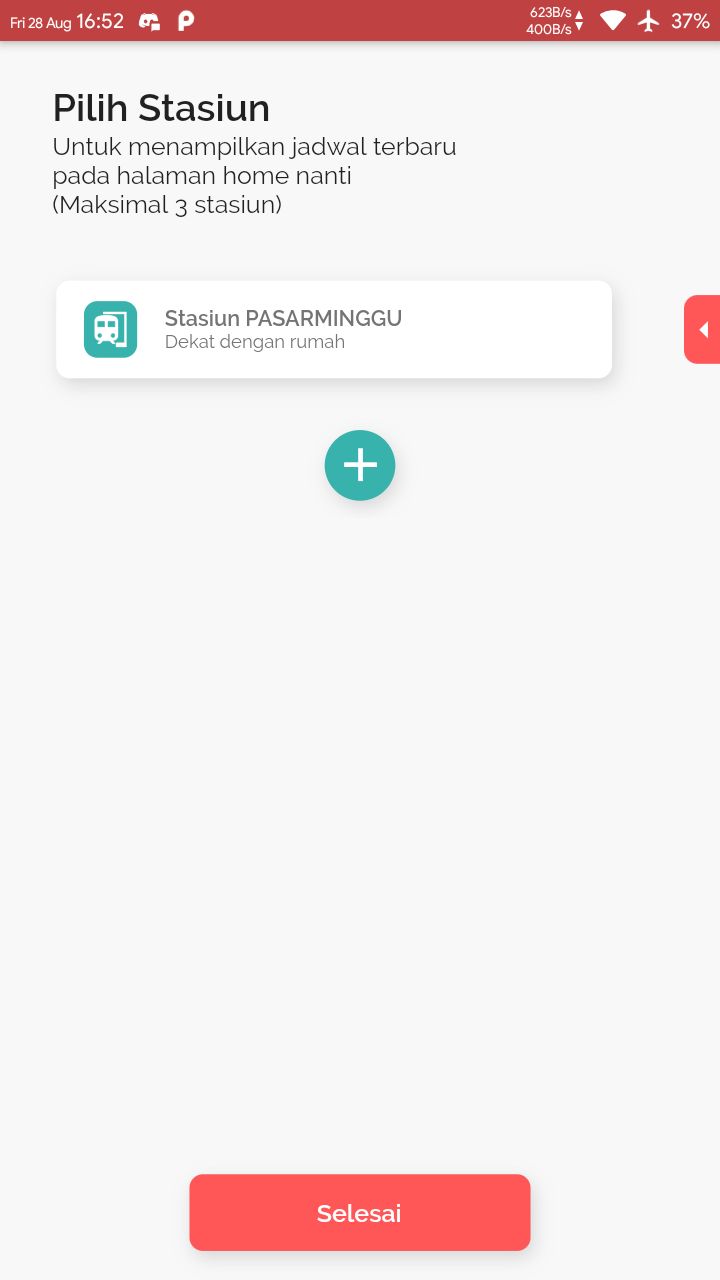 Fri 28 Aug 16:52
623B/s
400B/s
37%
Pilih Stasiun
Untuk menampilkan jadwal terbaru
pada halaman home nanti
(Maksimal 3 stasiun)
Stasiun PASARMINGGU
Dekat dengan rumah
Selesai